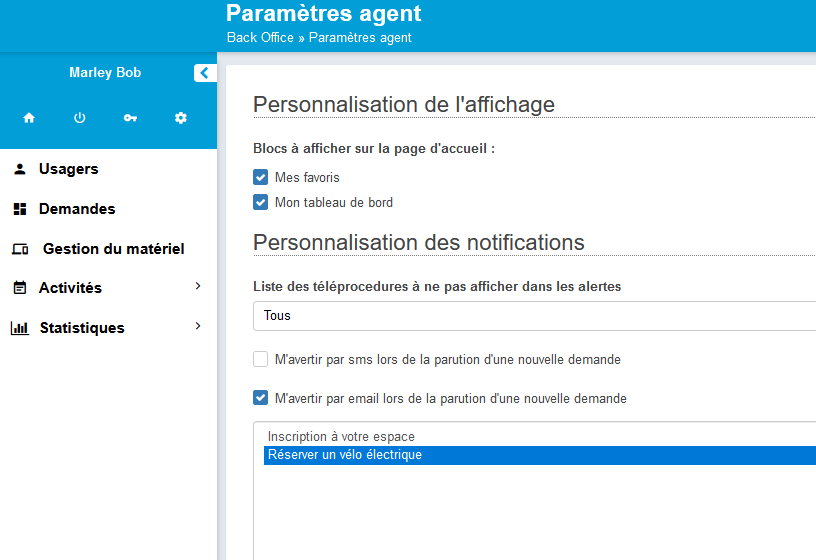 Paramètres agent
Back Office » Paramètres agent
Marley Bob
Usagers
Demandes
Gestion du matériel
Activités
Statistiques
Personnalisation de l'affichage
Blocs à afficher sur la page d'accueil :
Mes favoris
Mon tableau de bord
Personnalisation des notifications
Liste des téléprocedures à ne pas afficher dans les alertes
Tous
M'avertir par sms lors de la parution d'une nouvelle demande
M'avertir par email lors de la parution d'une nouvelle demande
Inscription à votre espace
Réserver un vélo électrique